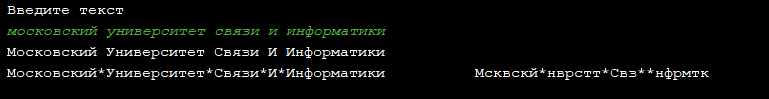 Введите текст
московский университет связи и информатики
Московский Университет Связи И Информатики
Московский*Университет*Связи*И*Информатики Мсквскй*нврстт*Свз**нфрмтк